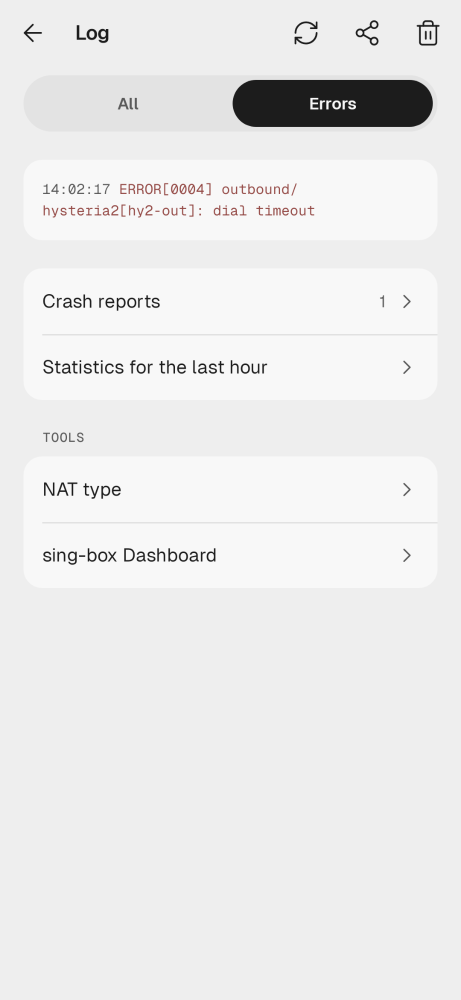 Log
All
Errors
14:02:17 ERROR[0004] outbound/
hysteria2[hy2-out]: dial timeout
Crash reports
1
Statistics for the last hour
TOOLS
NAT type
sing-box Dashboard